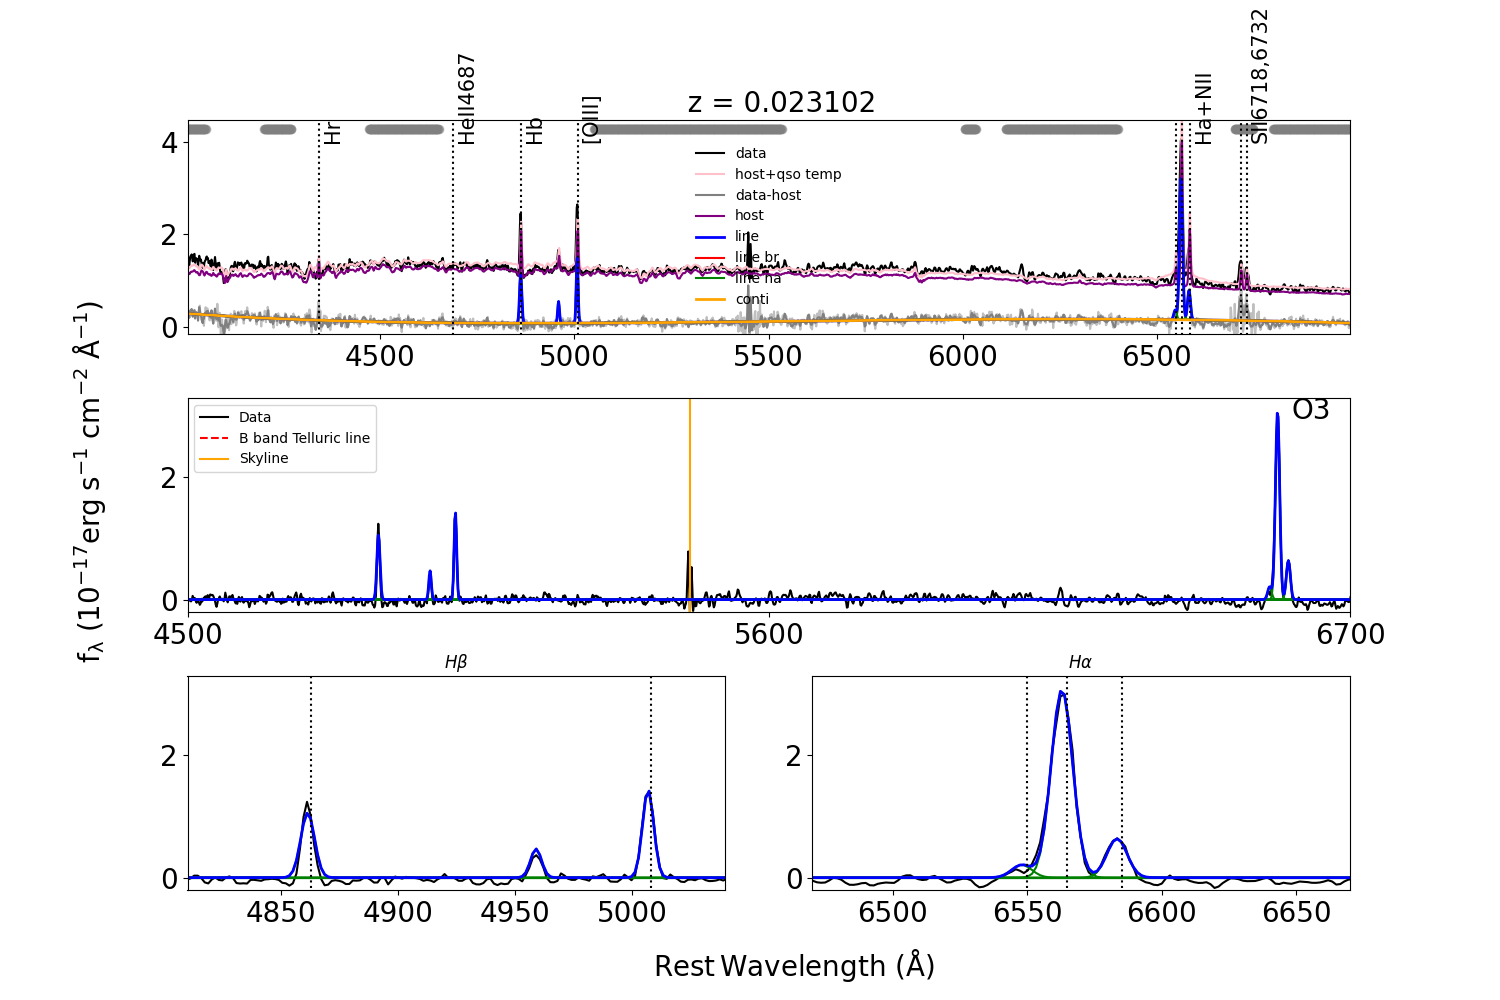 z = 0.023102
Hr
HeII4687
Hb
[OIII]
Ha+NII
SII6718,6732
data
host+qso temp
data-host
host
line
line br
line na
conti
4
2
0
4500
5000
5500
6000
6500
Data
B band Telluric line
Skyline
O3
2
0
4500
5600
6700
Hβ
Hα
2
0
4850
4900
4950
5000
2
0
6500
6550
6600
6650
fλ (10⁻¹⁷erg s⁻¹ cm⁻² Å⁻¹)
Rest Wavelength (Å)